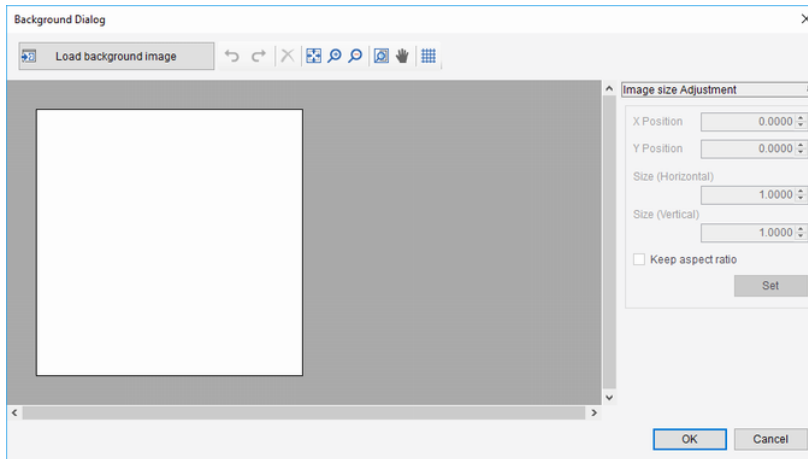 Background Dialog
Load background image
Image size Adjustment
X Position 0.0000
Y Position 0.0000
Size (Horizontal)
1.0000
Size (Vertical)
1.0000
Keep aspect ratio
Set
OK Cancel